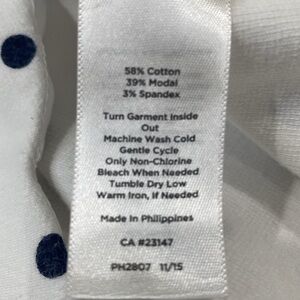 58% Cotton
39% Modal
3% Spandex
Turn Garment Inside
Out
Machine Wash Cold
Gentle Cycle
Only Non-Chlorine
Bleach When Needed
Tumble Dry Low
Warm Iron, if Needed
Made In Philippines
CA #23147
PH2807 11/15